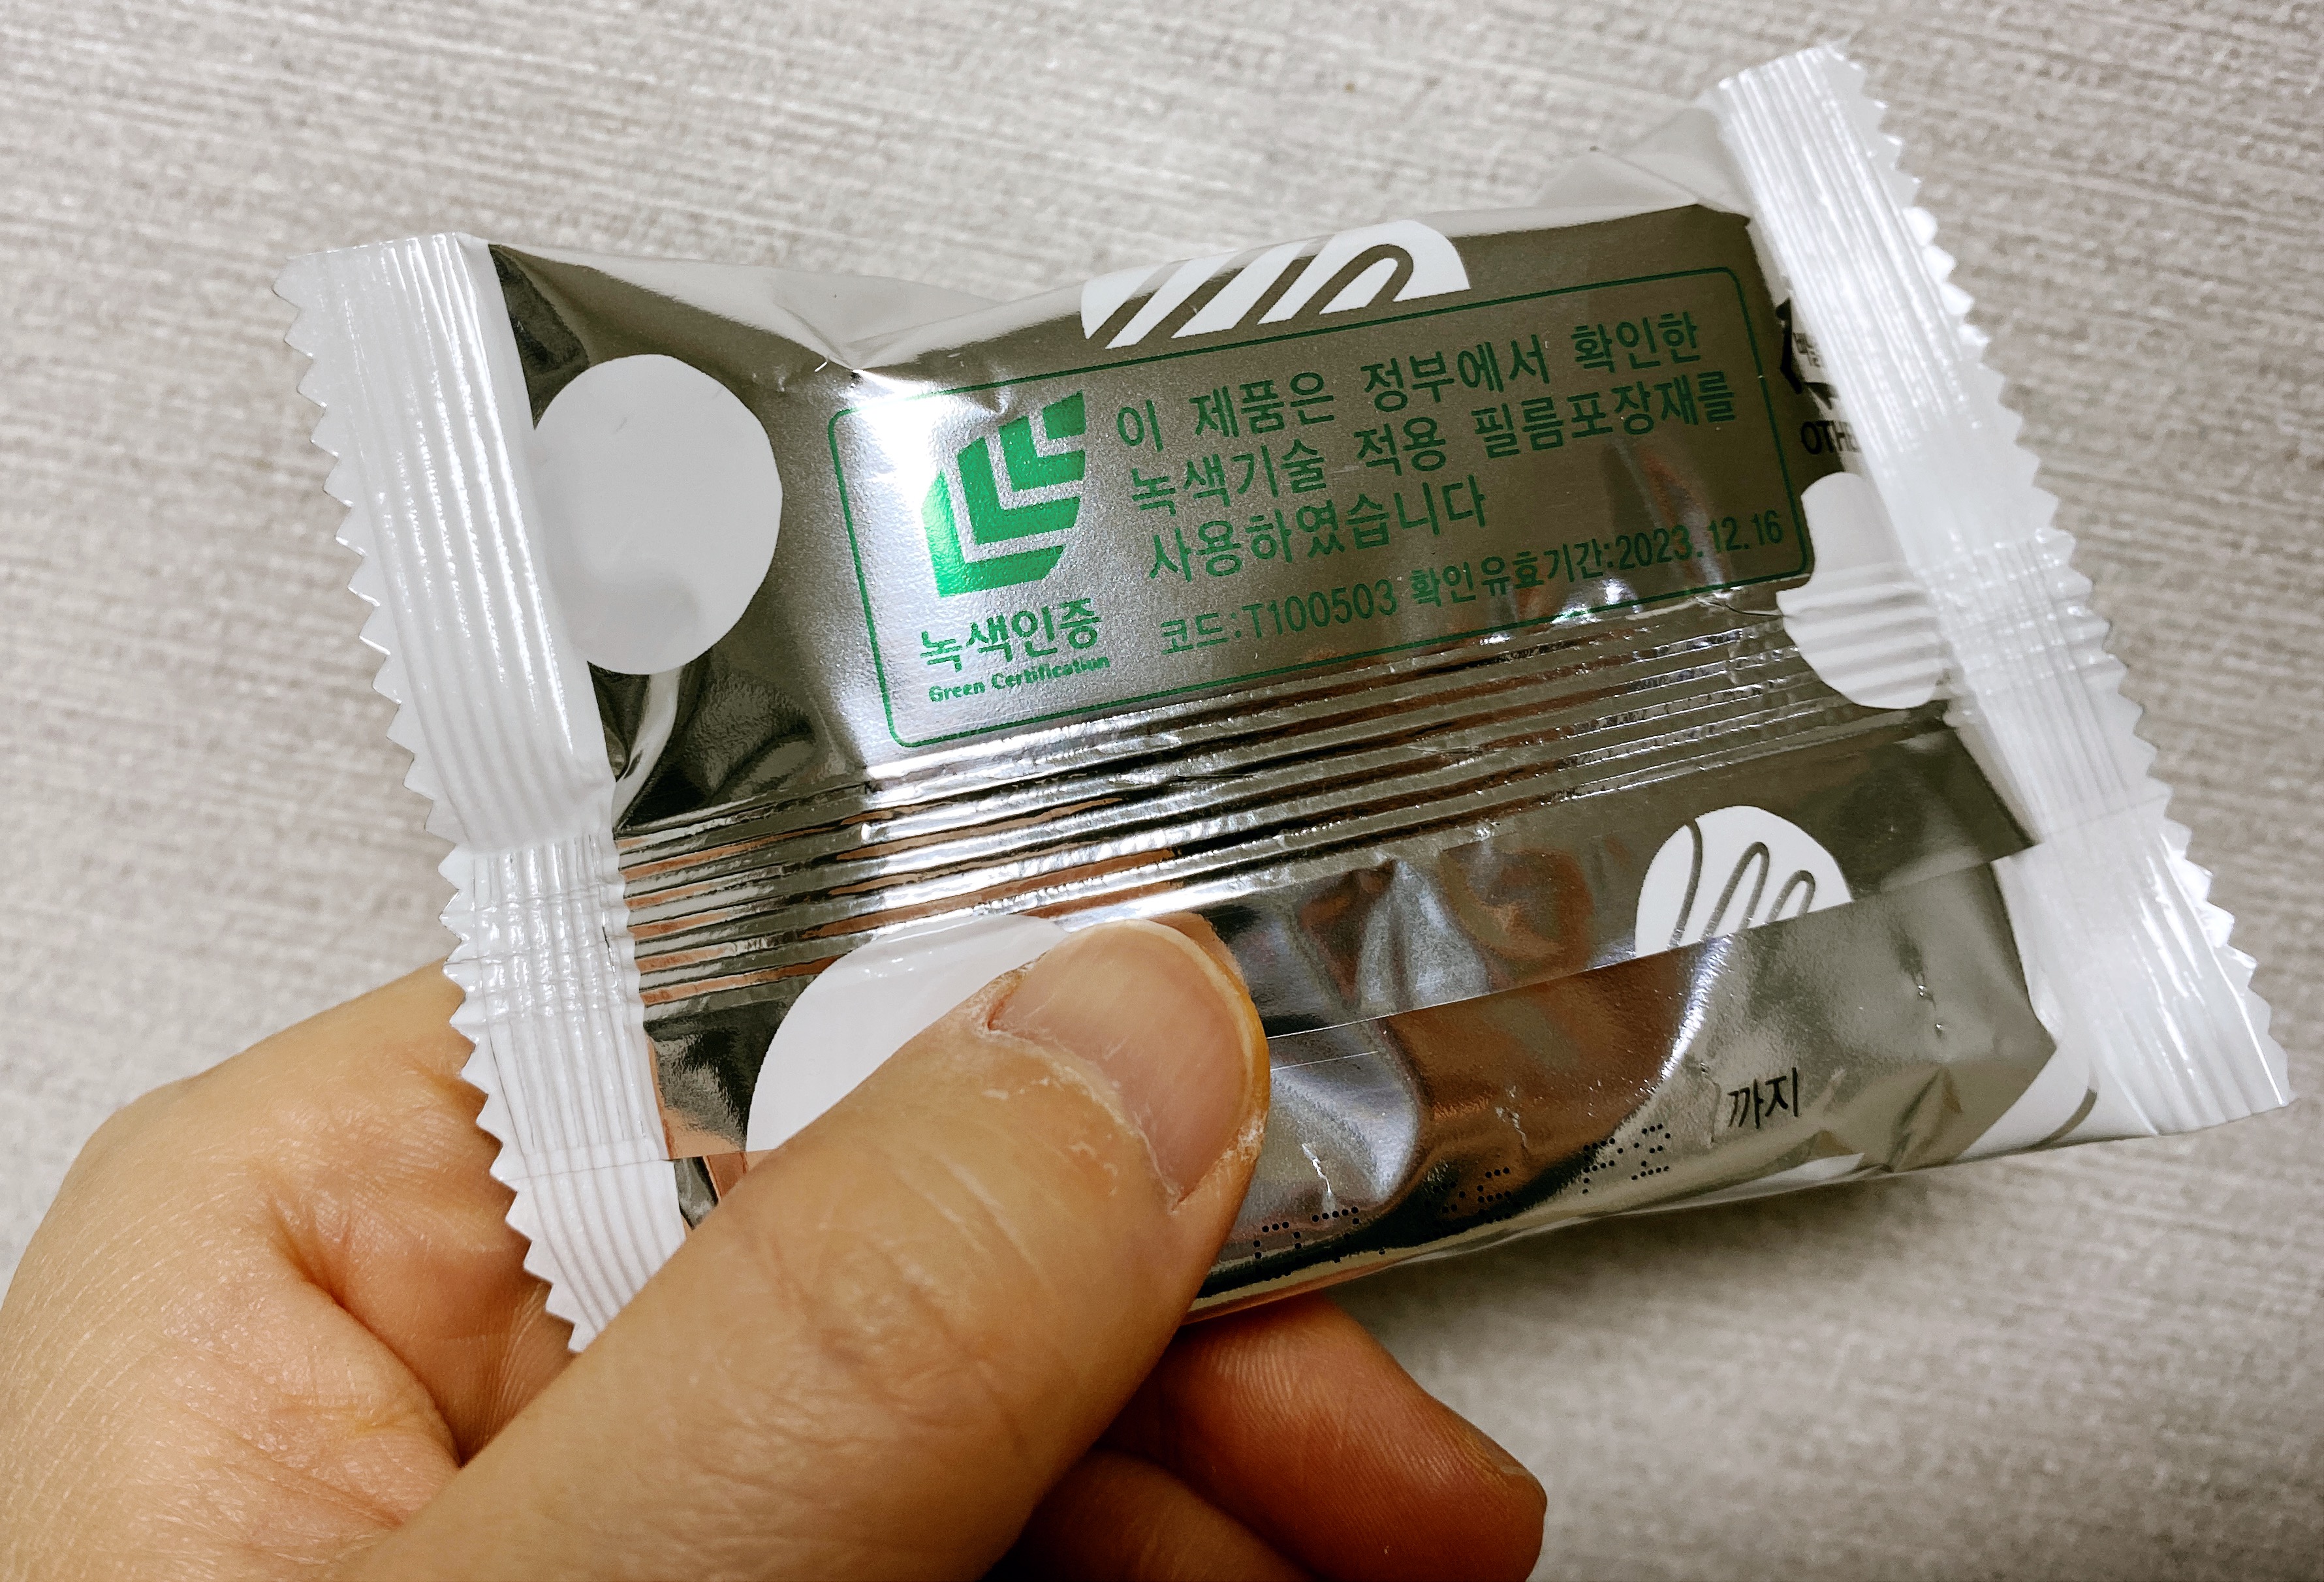 이 제품은 정부에서 확인한
녹색기술 적용 필름포장재를
사용하였습니다
코드:T100503 확인유효기간:2023.12.16
녹색인증
Green Certification
까지